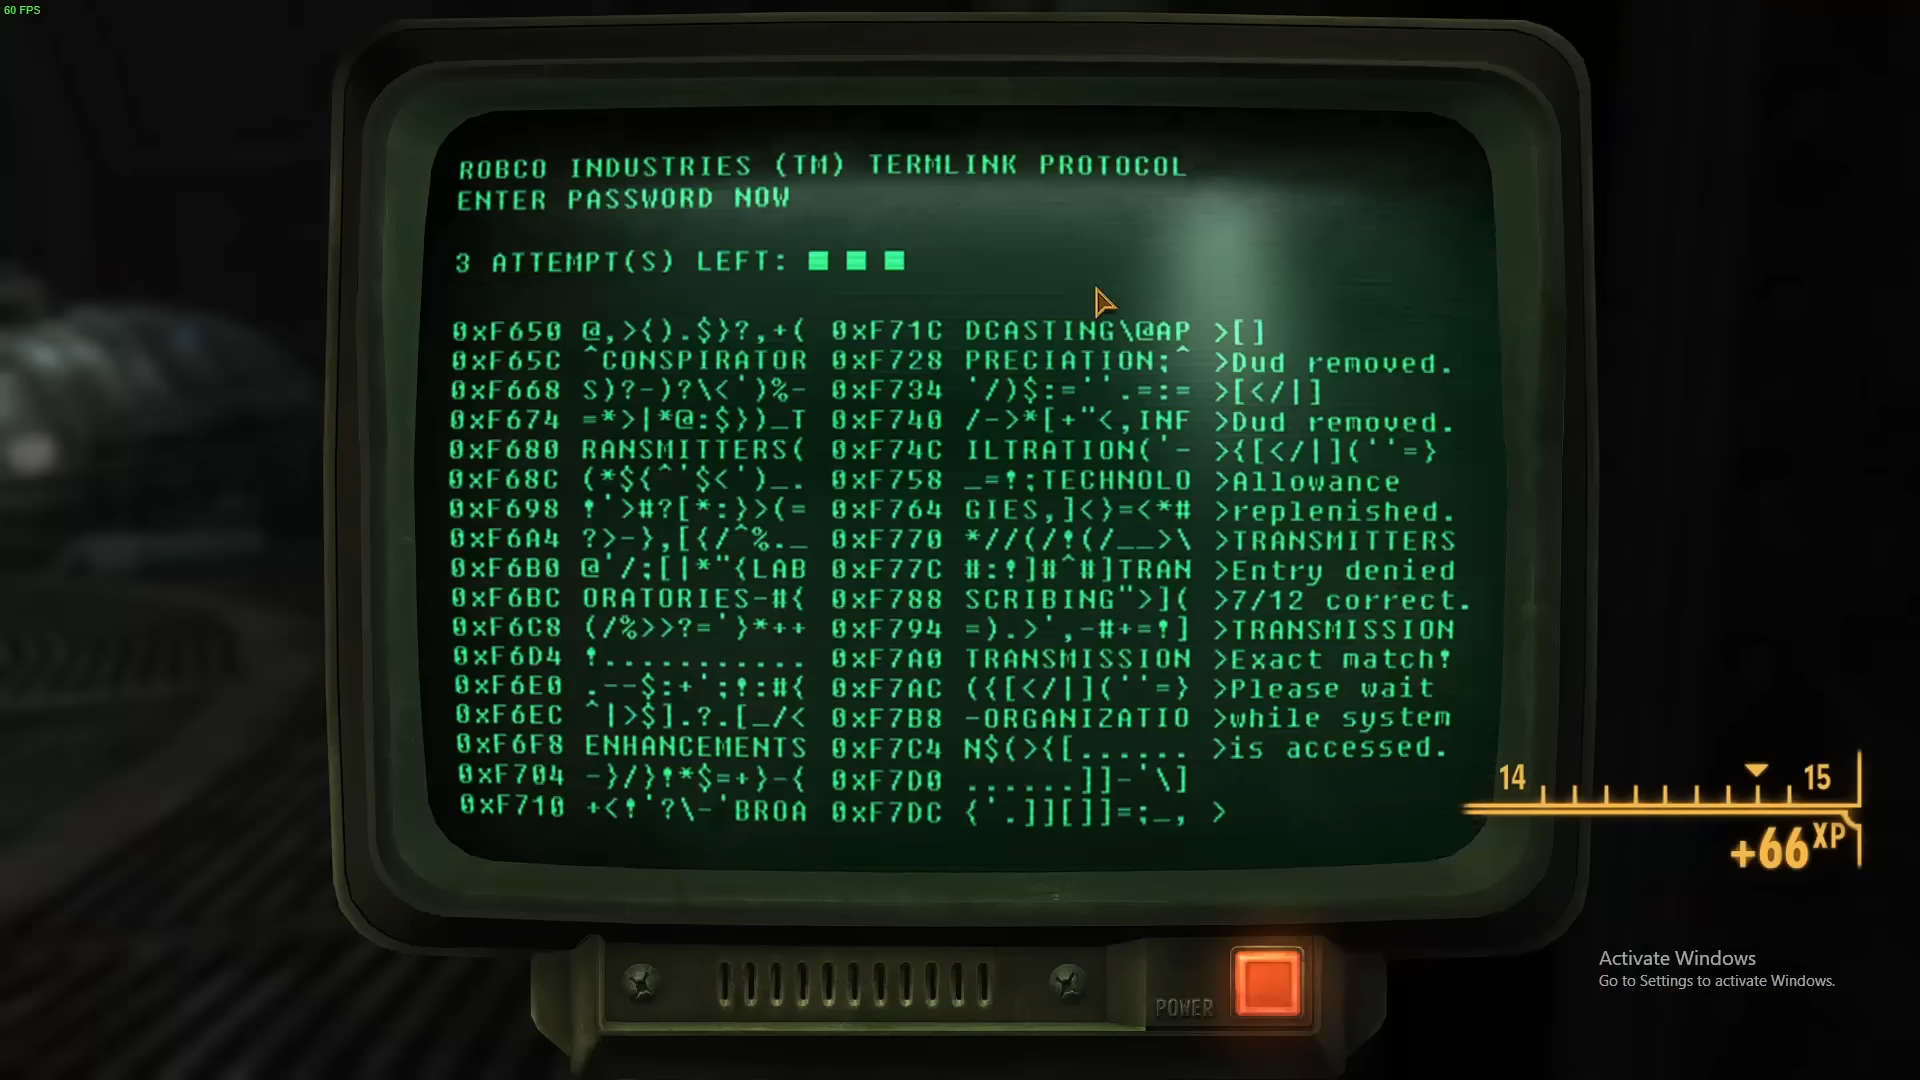 60 FPS
ROBCO INDUSTRIES (TM) TERMLINK PROTOCOL
ENTER PASSWORD NOW
3 ATTEMPT(S) LEFT: ■ ■ ■
0xF650 @,>{).$}?,+( 0xF71C DCASTING\@AP >[]
0xF65C ^CONSPIRATOR 0xF728 PRECIATION;^ >Dud removed.
0xF668 S)?-)?\<')%- 0xF734 '/)$:=''.=:= >[</|]
0xF674 =*>|*@:$})_T 0xF740 /->*[+"<,INF >Dud removed.
0xF680 RANSMITTERS( 0xF74C ILTRATION('- >{[</|](''=}
0xF68C (*${^'$<')_. 0xF758 _=!;TECHNOLO >Allowance
0xF698 !'>#?[*:}>(= 0xF764 GIES,]<}=<*# >replenished.
0xF6A4 ?>-},[{/^%._ 0xF770 *//(/!(/__>\ >TRANSMITTERS
0xF6B0 @'/;[|*"{LAB 0xF77C #:!]#^#]TRAN >Entry denied
0xF6BC ORATORIES-#{ 0xF788 SCRIBING">]( >7/12 correct.
0xF6C8 (/%>>?='}*++ 0xF794 =).>',-#+=!] >TRANSMISSION
0xF6D4 !........... 0xF7A0 TRANSMISSION >Exact match!
0xF6E0 .--$:+';!:#{ 0xF7AC ({[</|](''=} >Please wait
0xF6EC ^|>$].?.[_/< 0xF7B8 -ORGANIZATIO >while system
0xF6F8 ENHANCEMENTS 0xF7C4 N$(>{[...... >is accessed.
0xF704 -}/}!*$=+}-{ 0xF7D0 ......]]-'\]
0xF710 +<!'?\-'BROA 0xF7DC {'.]][]]=;_, >
14 15
+66 XP
POWER
Activate Windows
Go to Settings to activate Windows.